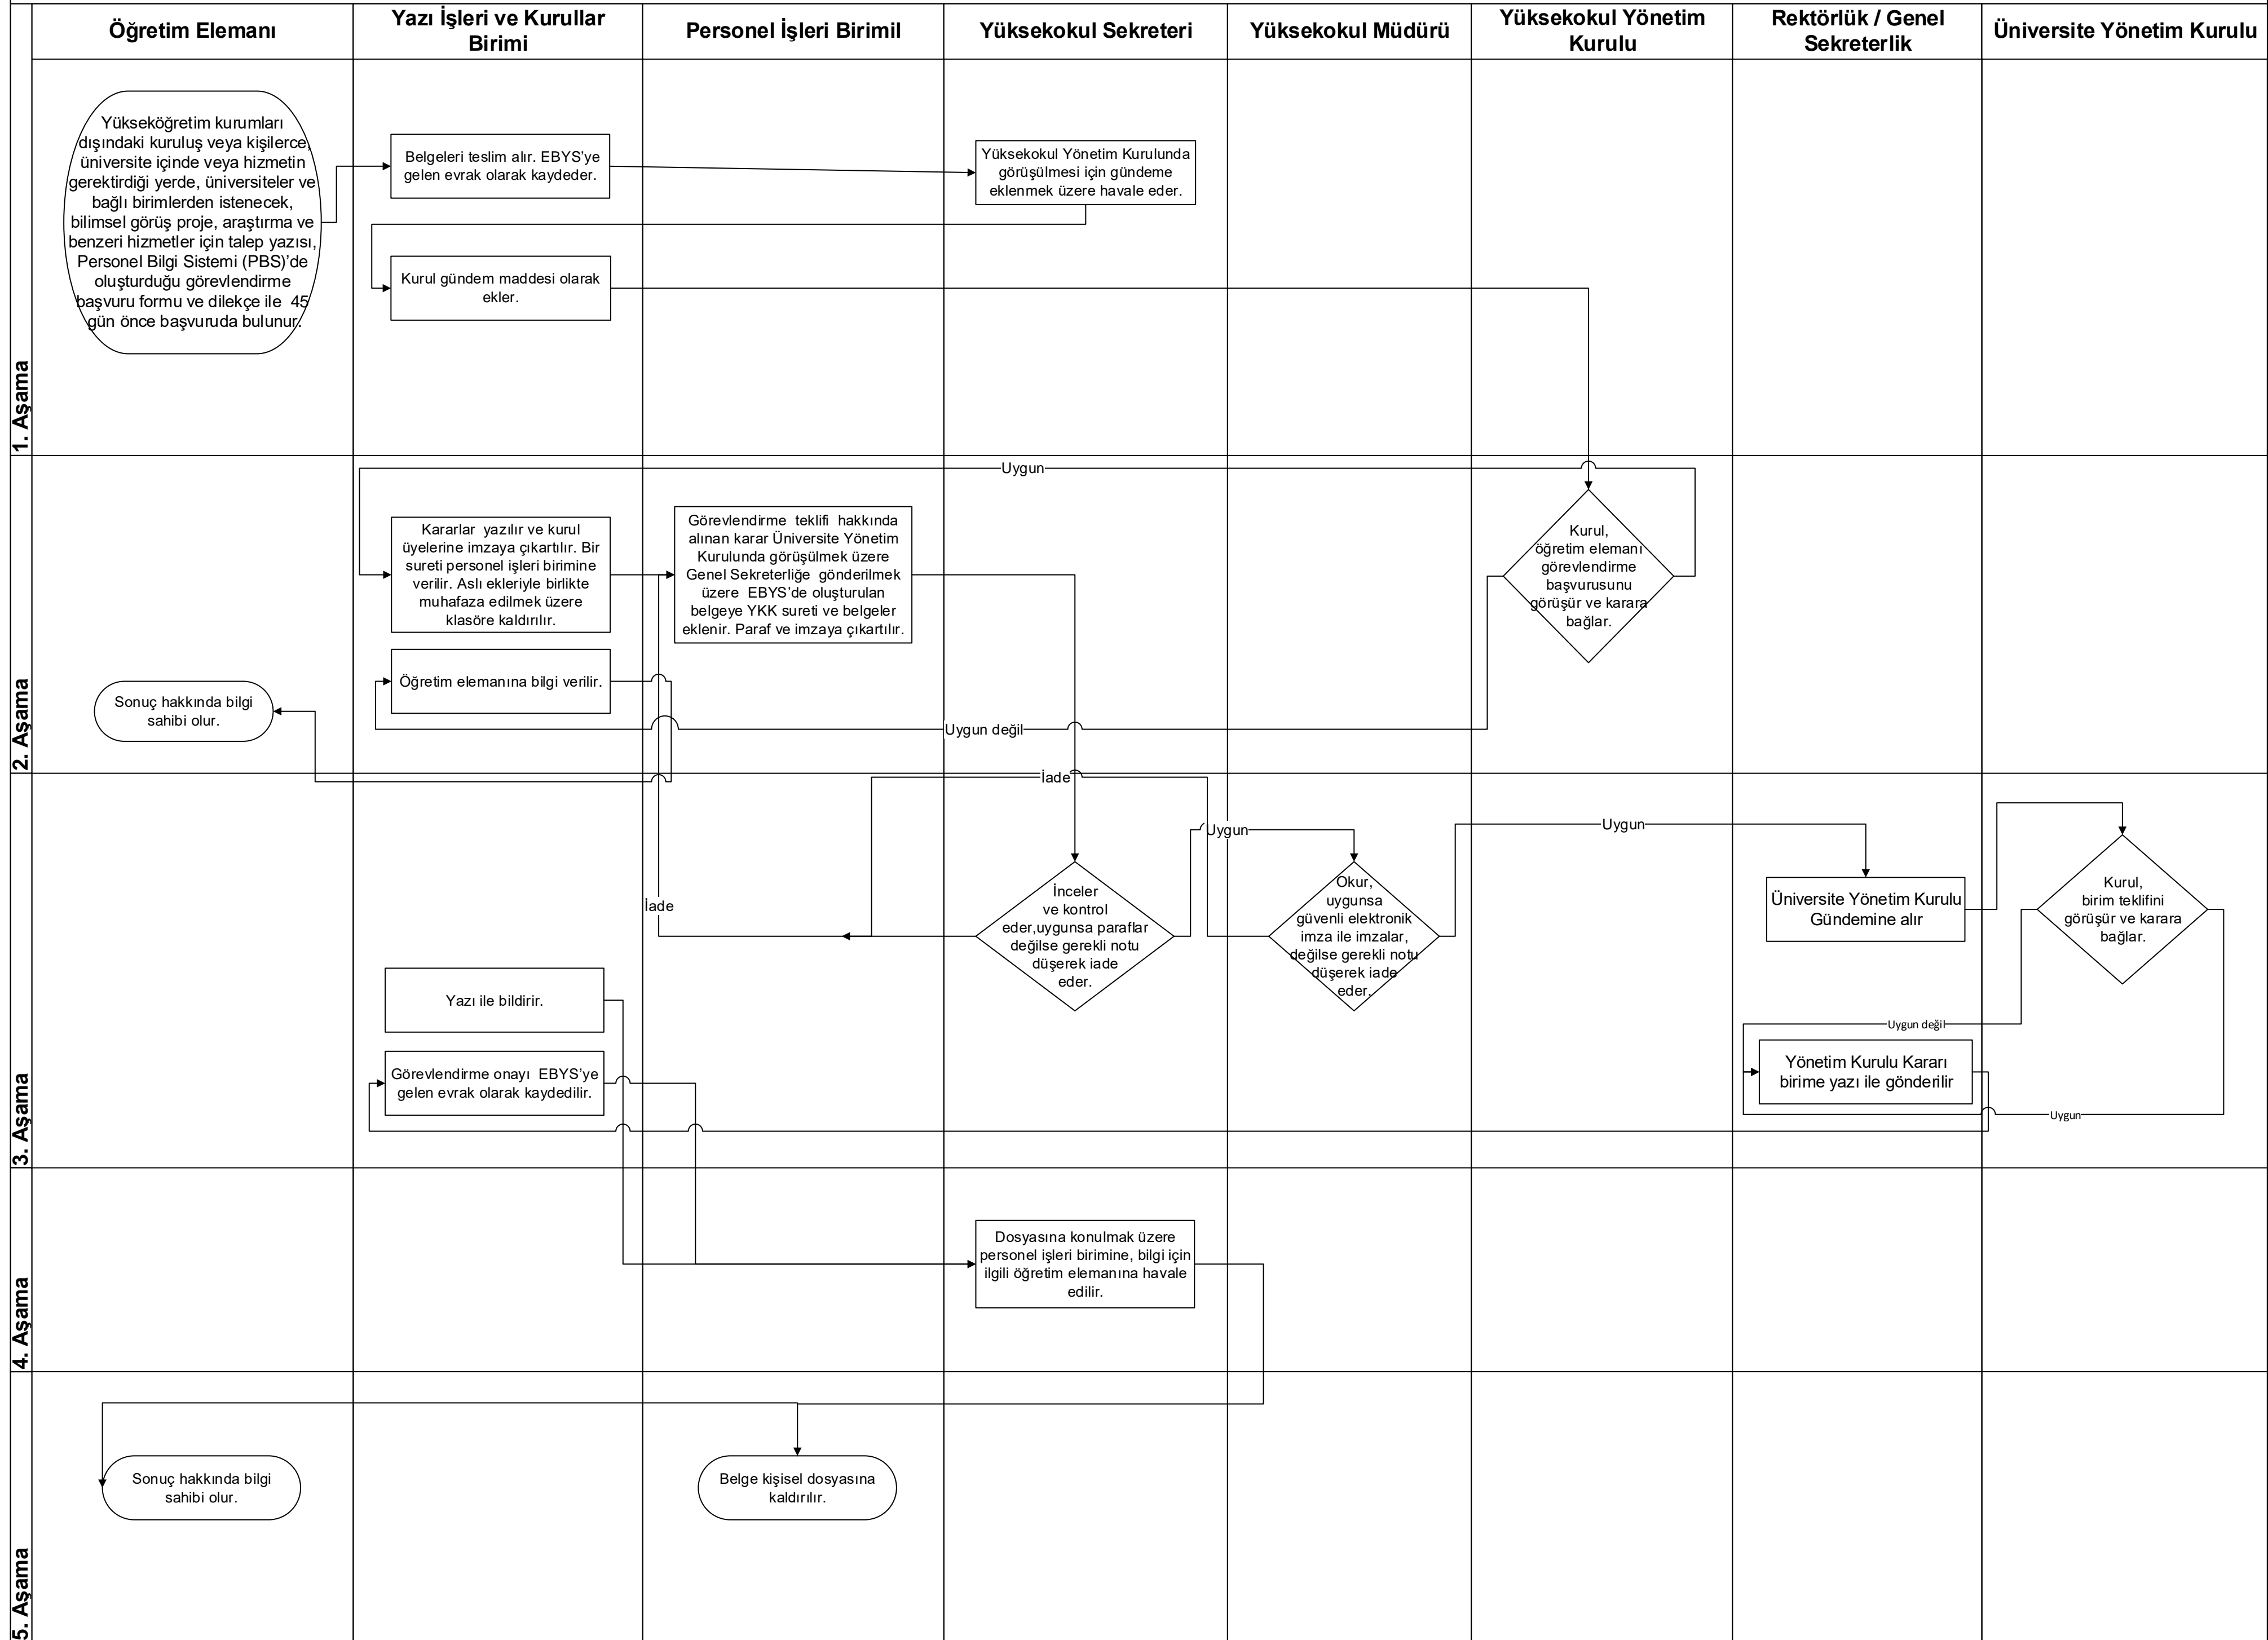 Öğretim Elemanı
Yazı İşleri ve Kurullar
Birimi
Personel İşleri Birimil
Yüksekokul Sekreteri
Yüksekokul Müdürü
Yüksekokul Yönetim
Kurulu
Rektörlük / Genel
Sekreterlik
Üniversite Yönetim Kurulu
1. Aşama
Yükseköğretim kurumları
dışındaki kuruluş veya kişilerce,
üniversite içinde veya hizmetin
gerektirdiği yerde, üniversiteler ve
bağlı birimlerden istenecek,
bilimsel görüş proje, araştırma ve
benzeri hizmetler için talep yazısı,
Personel Bilgi Sistemi (PBS)’de
oluşturduğu görevlendirme
başvuru formu ve dilekçe ile 45
gün önce başvuruda bulunur.
Belgeleri teslim alır. EBYS’ye
gelen evrak olarak kaydeder.
Yüksekokul Yönetim Kurulunda
görüşülmesi için gündeme
eklenmek üzere havale eder.
Kurul gündem maddesi olarak
ekler.
2. Aşama
Uygun
Kararlar yazılır ve kurul
üyelerine imzaya çıkartılır. Bir
sureti personel işleri birimine
verilir. Aslı ekleriyle birlikte
muhafaza edilmek üzere
klasöre kaldırılır.
Görevlendirme teklifi hakkında
alınan karar Üniversite Yönetim
Kurulunda görüşülmek üzere
Genel Sekreterliğe gönderilmek
üzere EBYS’de oluşturulan
belgeye YKK sureti ve belgeler
eklenir. Paraf ve imzaya çıkartılır.
Kurul,
öğretim elemanı
görevlendirme
başvurusunu
görüşür ve karara
bağlar.
Öğretim elemanına bilgi verilir.
Sonuç hakkında bilgi
sahibi olur.
Uygun değil
3. Aşama
İade
Uygun
Uygun
İade
İnceler
ve kontrol
eder,uygunsa paraflar
değilse gerekli notu
düşerek iade
eder.
Okur,
uygunsa
güvenli elektronik
imza ile imzalar,
değilse gerekli notu
düşerek iade
eder.
Üniversite Yönetim Kurulu
Gündemine alır
Kurul,
birim teklifini
görüşür ve karara
bağlar.
Yazı ile bildirir.
Uygun değil
Görevlendirme onayı EBYS’ye
gelen evrak olarak kaydedilir.
Yönetim Kurulu Kararı
birime yazı ile gönderilir
Uygun
4. Aşama
Dosyasına konulmak üzere
personel işleri birimine, bilgi için
ilgili öğretim elemanına havale
edilir.
5. Aşama
Sonuç hakkında bilgi
sahibi olur.
Belge kişisel dosyasına
kaldırılır.